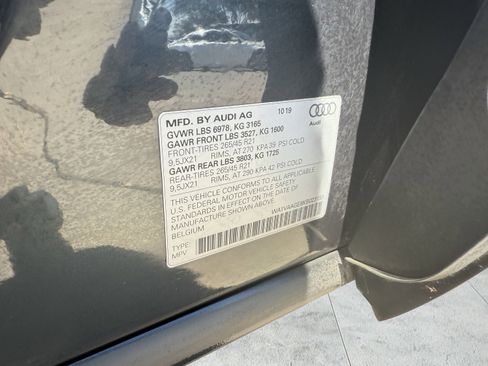 MFD. BY AUDI AG 10 19
GVWR LBS 6978, KG 3165
GAWR FRONT LBS 3527, KG 1600
FRONT-TIRES 265/45 R21
9,5JX21 RIMS, AT 270 KPA 39 PSI COLD
GAWR REAR LBS 3803, KG 1725
REAR-TIRES 265/45 R21
9,5JX21 RIMS, AT 290 KPA 42 PSI COLD
THIS VEHICLE CONFORMS TO ALL APPLICABLE
U.S. FEDERAL MOTOR VEHICLE SAFETY
STANDARDS IN EFFECT ON THE DATE OF
MANUFACTURE SHOWN ABOVE.
BELGIUM
TYPE:
MPV
Audi